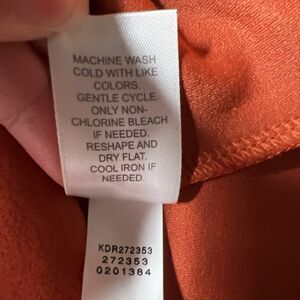 MACHINE WASH
COLD WITH LIKE
COLORS.
GENTLE CYCLE.
ONLY NON-
CHLORINE BLEACH
IF NEEDED.
RESHAPE AND
DRY FLAT.
COOL IRON IF
NEEDED.
KDR272353
272353
0201384